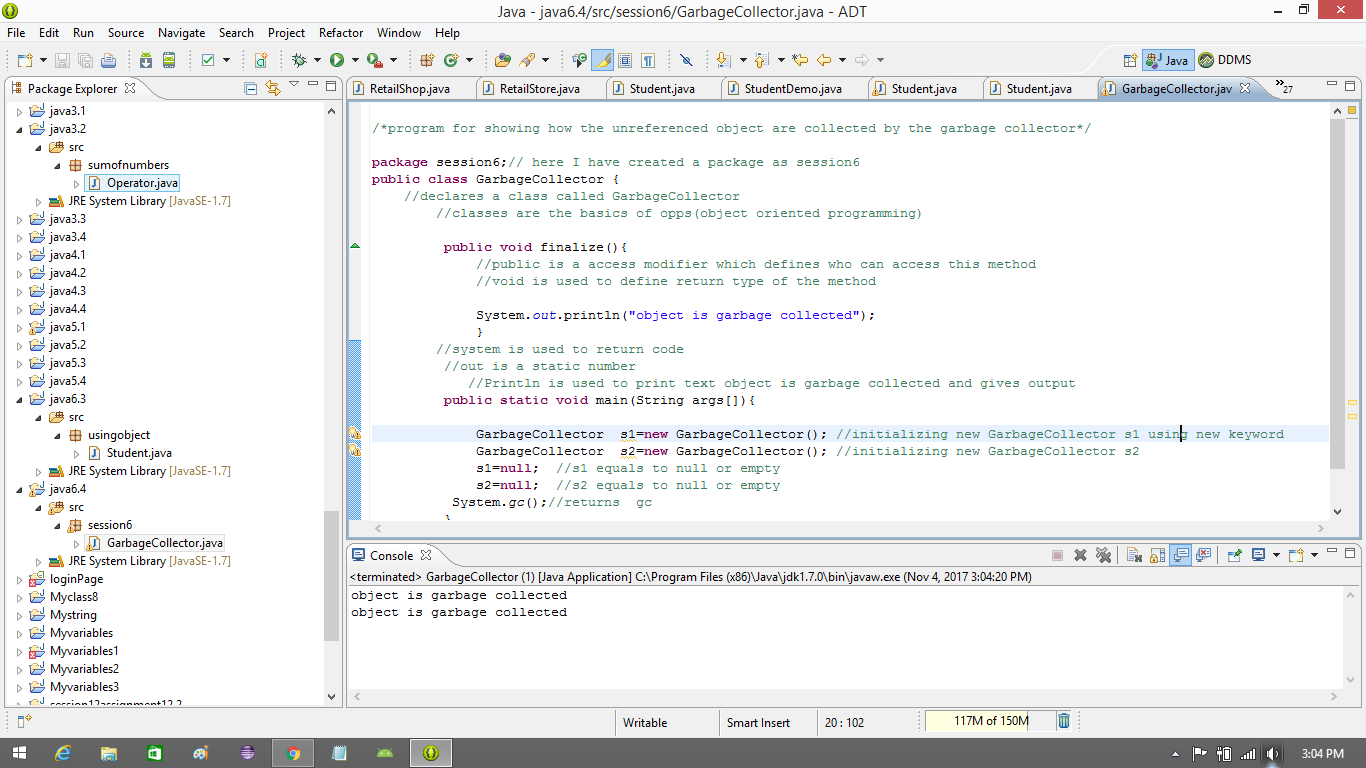 Java - java6.4/src/session6/GarbageCollector.java - ADT
File Edit Run Source Navigate Search Project Refactor Window Help
Java DDMS
Package Explorer
java3.1
java3.2
src
sumofnumbers
Operator.java
JRE System Library [JavaSE-1.7]
java3.3
java3.4
java4.1
java4.2
java4.3
java4.4
java5.1
java5.2
java5.3
java5.4
java6.3
src
usingobject
Student.java
JRE System Library [JavaSE-1.7]
java6.4
src
session6
GarbageCollector.java
JRE System Library [JavaSE-1.7]
loginPage
Myclass8
Mystring
Myvariables
Myvariables1
Myvariables2
Myvariables3
session12assignment12.2
RetailShop.java RetailStore.java Student.java StudentDemo.java Student.java Student.java GarbageCollector.jav 27
/*program for showing how the unreferenced object are collected by the garbage collector*/
package session6;// here I have created a package as session6
public class GarbageCollector {
//declares a class called GarbageCollector
//classes are the basics of opps(object oriented programming)
public void finalize(){
//public is a access modifier which defines who can access this method
//void is used to define return type of the method
System.out.println("object is garbage collected");
}
//system is used to return code
//out is a static number
//Println is used to print text object is garbage collected and gives output
public static void main(String args[]){
GarbageCollector  s1=new GarbageCollector(); //initializing new GarbageCollector s1 using new keyword
GarbageCollector  s2=new GarbageCollector(); //initializing new GarbageCollector s2
s1=null;  //s1 equals to null or empty
s2=null;  //s2 equals to null or empty
System.gc();//returns  gc
}
Console
<terminated> GarbageCollector (1) [Java Application] C:\Program Files (x86)\Java\jdk1.7.0\bin\javaw.exe (Nov 4, 2017 3:04:20 PM)
object is garbage collected
object is garbage collected
Writable Smart Insert 20 : 102 117M of 150M
3:04 PM